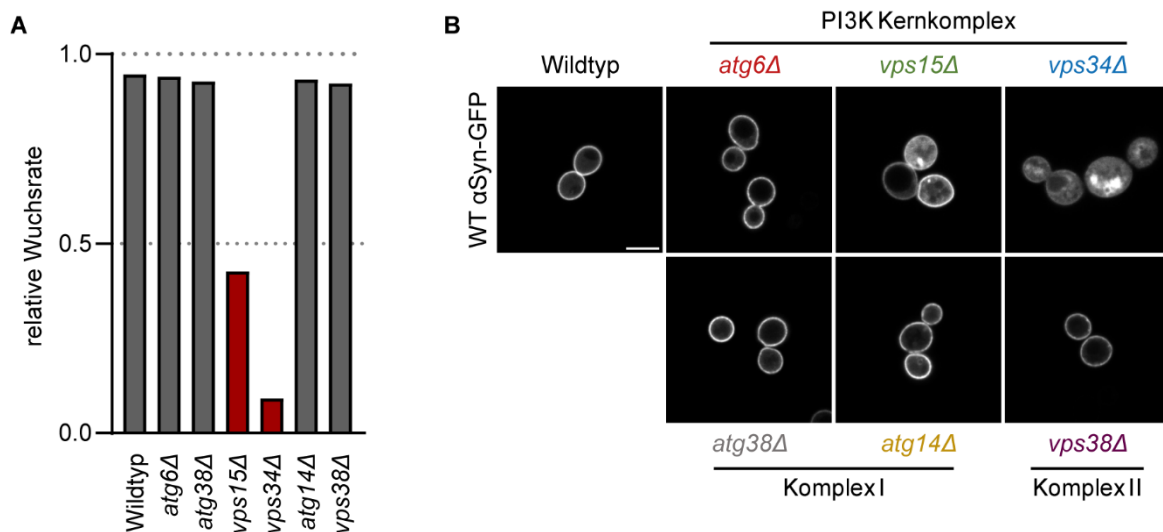 A
relative Wuchsrate
1.0
0.5
0.0
Wildtyp
atg6Δ
atg38Δ
vps15Δ
vps34Δ
atg14Δ
vps38Δ
B
PI3K Kernkomplex
Wildtyp
atg6Δ
vps15Δ
vps34Δ
WT αSyn-GFP
atg38Δ
atg14Δ
vps38Δ
Komplex I
Komplex II